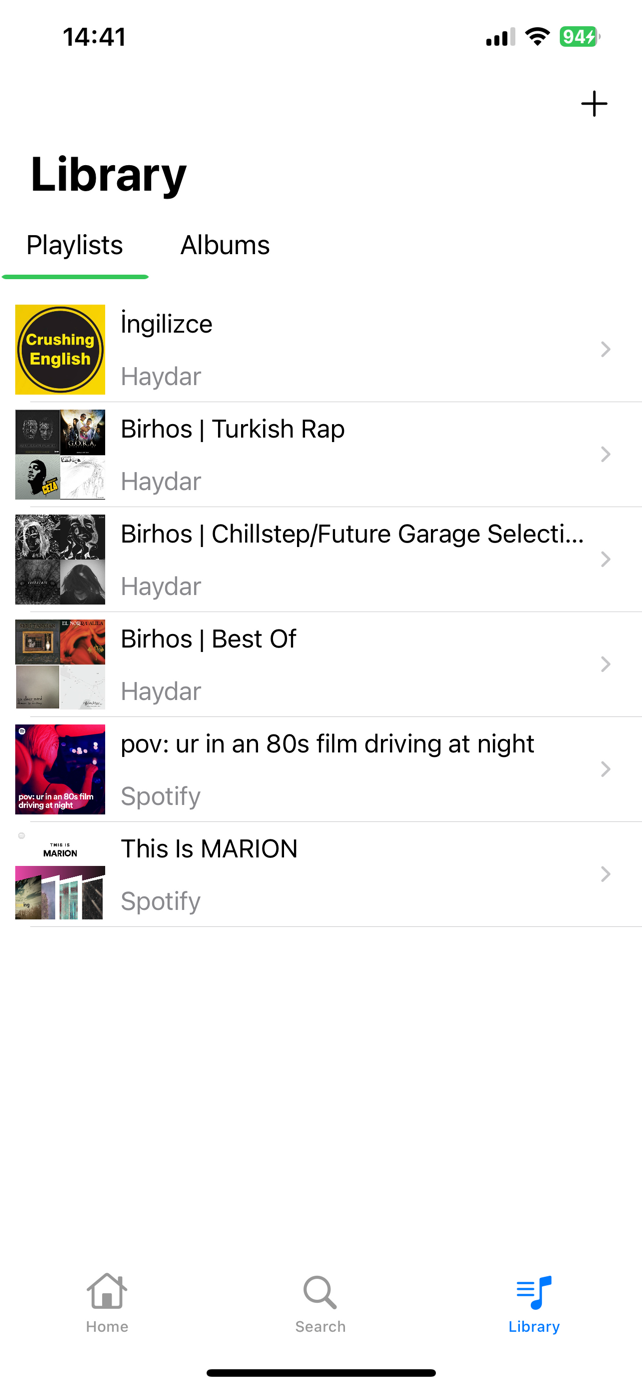 14:41
94
Library
Playlists Albums
Crushing
English
İngilizce
Haydar
G.O.R.A.
CEZA
Birhos | Turkish Rap
Haydar
Birhos | Chillstep/Future Garage Selecti...
Haydar
Birhos | Best Of
Haydar
pov: ur in an 80s film
driving at night
pov: ur in an 80s film driving at night
Spotify
THIS IS
MARION
This Is MARION
Spotify
Home Search Library